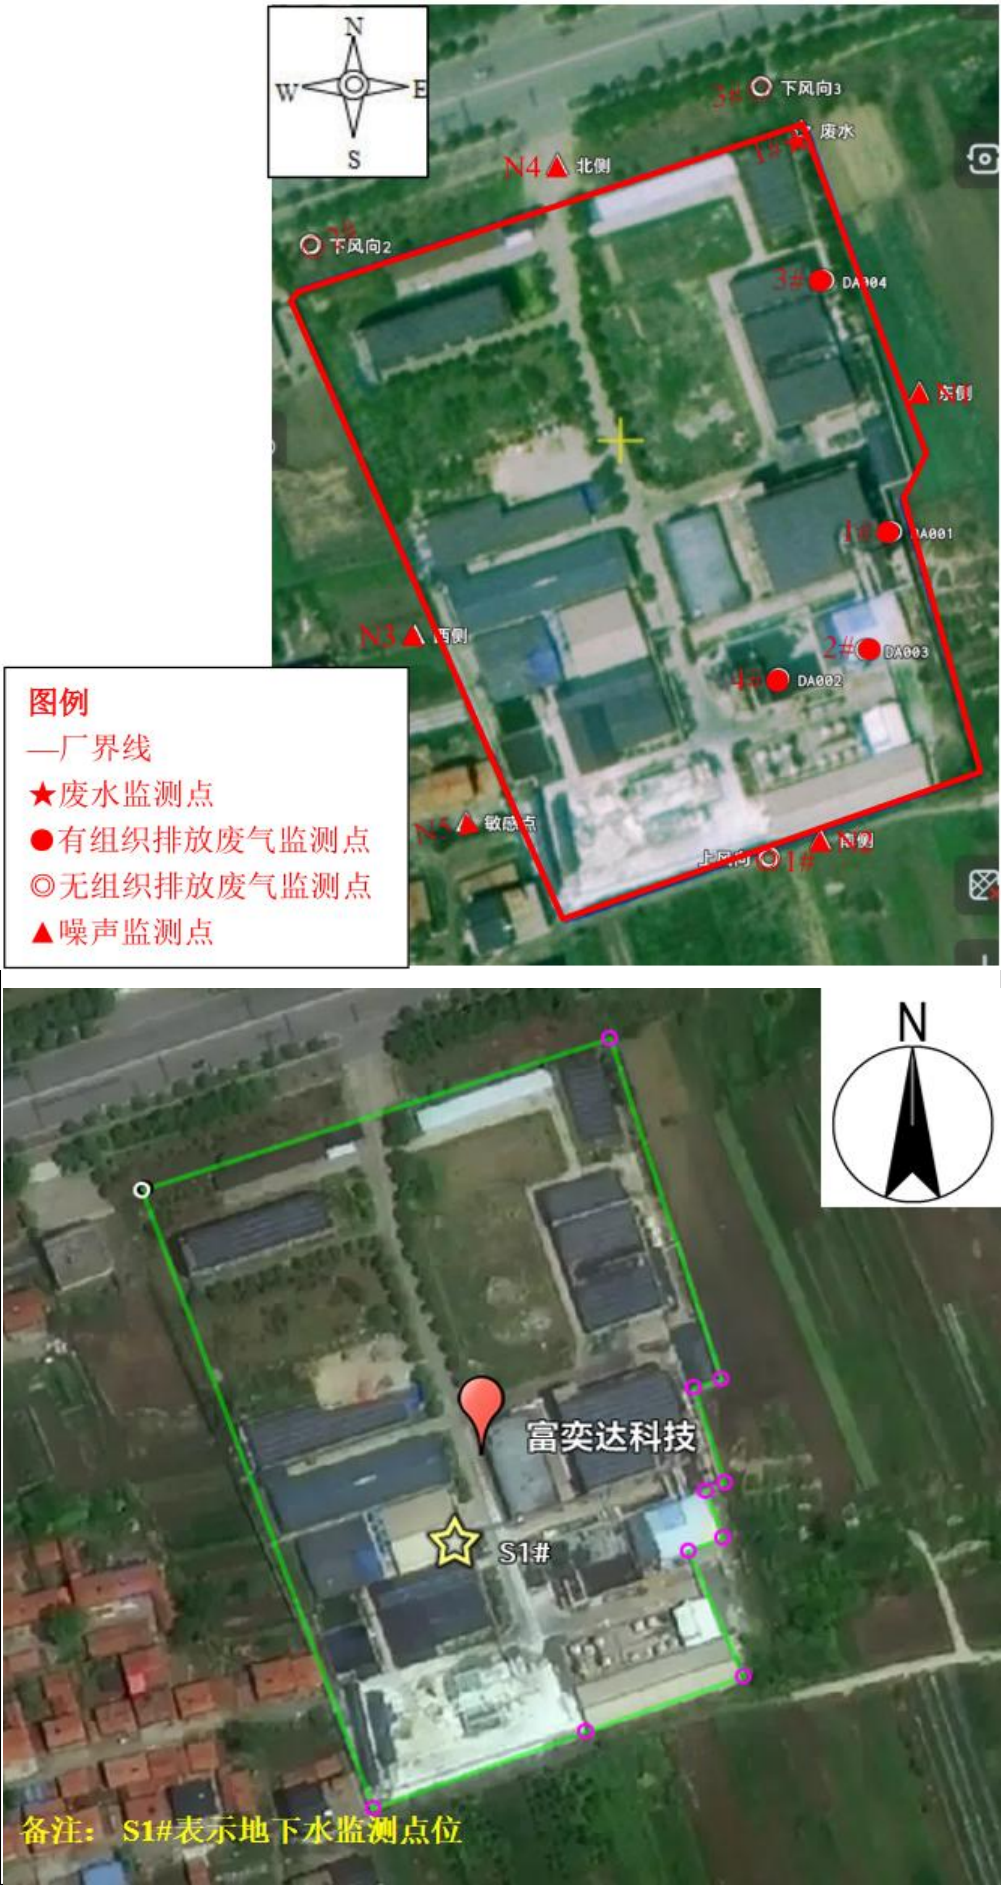 N
W
E
S
3#
下风向3
废水
1#
N4
北侧
2#
下风向2
3#
DA004
N1
东侧
1#
DA001
N3
西侧
2#
DA003
4#
DA002
图例
—厂界线
★废水监测点
●有组织排放废气监测点
◎无组织排放废气监测点
▲噪声监测点
N5
敏感点
N2
南侧
上风向
1#
N
富奕达科技
S1#
备注： S1#表示地下水监测点位